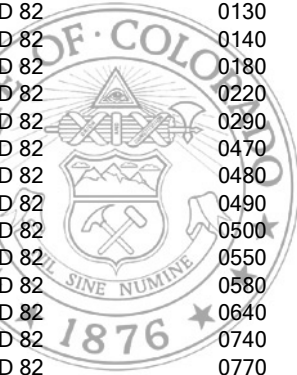 D 82 0130
D 82 0140
D 82 0180
D 82 0220
D 82 0290
D 82 0470
D 82 0480
D 82 0490
D 82 0500
D 82 0550
D 82 0580
D 82 0640
D 82 0740
D 82 0770
OF · COLORADO
SINE NUMINE
1876